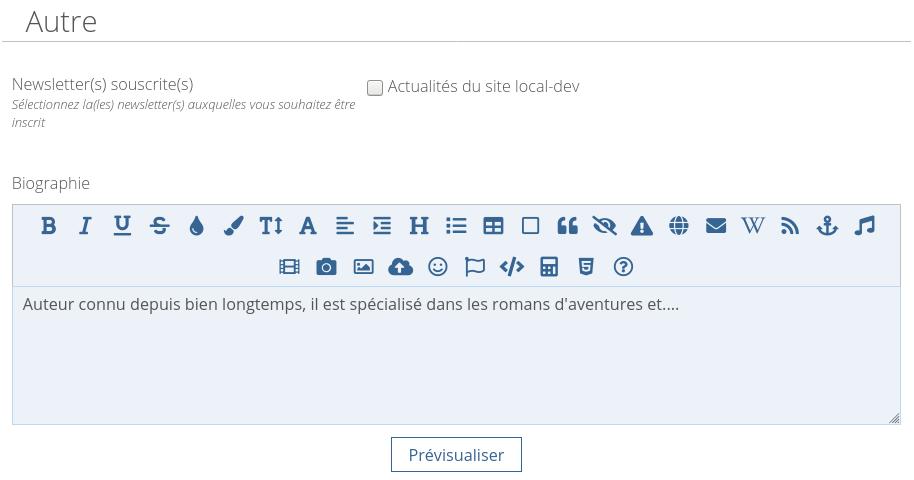 Autre
Newsletter(s) souscrite(s)
Sélectionnez la(les) newsletter(s) auxquelles vous souhaitez être
inscrit
Actualités du site local-dev
Biographie
Auteur connu depuis bien longtemps, il est spécialisé dans les romans d'aventures et....
Prévisualiser